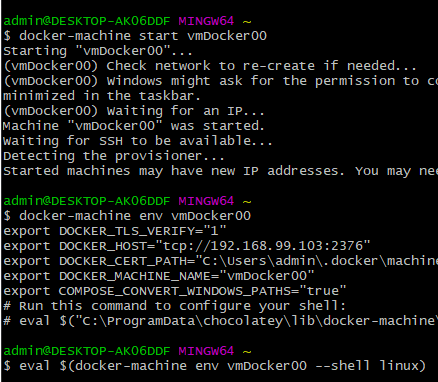 admin@DESKTOP-AK06DDF MINGW64 ~
$ docker-machine start vmDocker00
Starting "vmDocker00"...
(vmDocker00) Check network to re-create if needed...
(vmDocker00) Windows might ask for the permission to
minimized in the taskbar.
(vmDocker00) Waiting for an IP...
Machine "vmDocker00" was started.
Waiting for SSH to be available...
Detecting the provisioner...
Started machines may have new IP addresses. You may
admin@DESKTOP-AK06DDF MINGW64 ~
$ docker-machine env vmDocker00
export DOCKER_TLS_VERIFY="1"
export DOCKER_HOST="tcp://192.168.99.103:2376"
export DOCKER_CERT_PATH="C:\Users\admin\.docker\machine
export DOCKER_MACHINE_NAME="vmDocker00"
export COMPOSE_CONVERT_WINDOWS_PATHS="true"
# Run this command to configure your shell:
# eval $("C:\ProgramData\chocolatey\lib\docker-machine\
admin@DESKTOP-AK06DDF MINGW64 ~
$ eval $(docker-machine env vmDocker00 --shell linux)